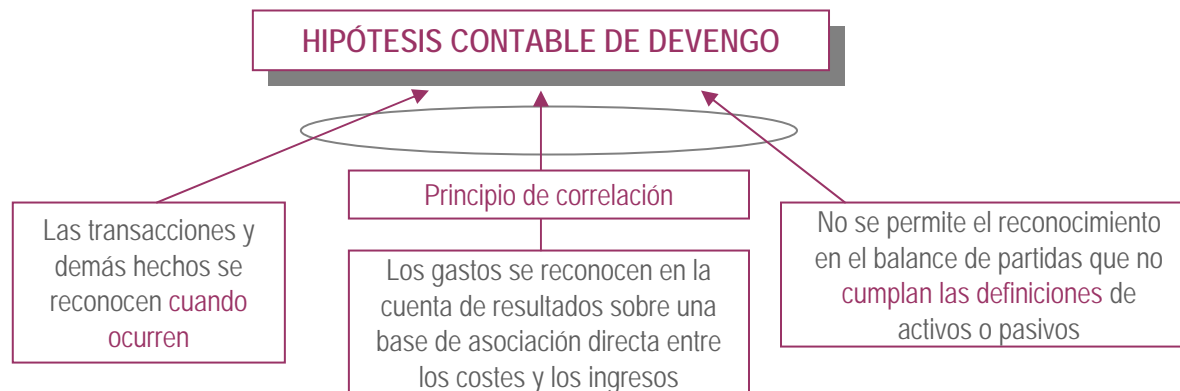 HIPÓTESIS CONTABLE DE DEVENGO
Las transacciones y
demás hechos se
reconocen cuando
ocurren
Principio de correlación
Los gastos se reconocen en la
cuenta de resultados sobre una
base de asociación directa entre
los costes y los ingresos
No se permite el reconocimiento
en el balance de partidas que no
cumplan las definiciones de
activos o pasivos